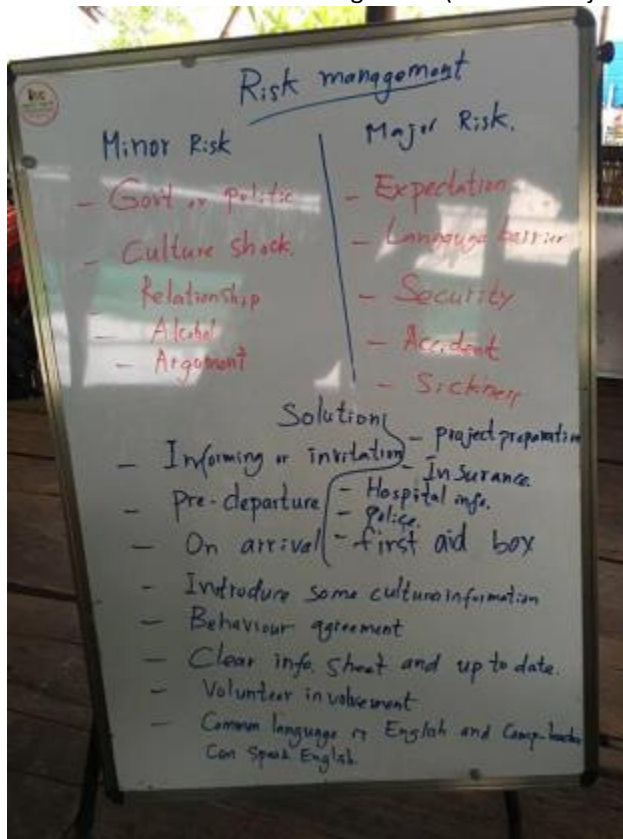 Risk management
Minor Risk
- Govt or politic
- Culture shock.
Relationship
- Alcohol
- Argument
Major Risk.
- Expectation
- Languuge barrier
- Security
- Accident
- Sickness
Solution
- Informing or invitation
- Pre-departure
- On arrival
- project preparation
- Insurance.
- Hospital info.
- Police.
- first aid box
- Introduce some culture information
- Behaviour agreement
- Clear info. Sheet and up to date.
- Volunteer involvement
- Common language is English and Camp-leader
Can Speak English.